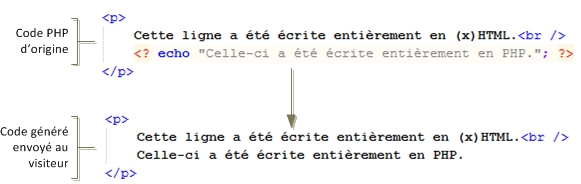 <p>
Code PHP
d'origine
Cette ligne a été écrite entièrement en (x)HTML.<br />
<? echo "Celle-ci a été écrite entièrement en PHP."; ?>
</p>
<p>
Code généré
envoyé au
visiteur
Cette ligne a été écrite entièrement en (x)HTML.<br />
Celle-ci a été écrite entièrement en PHP.
</p>